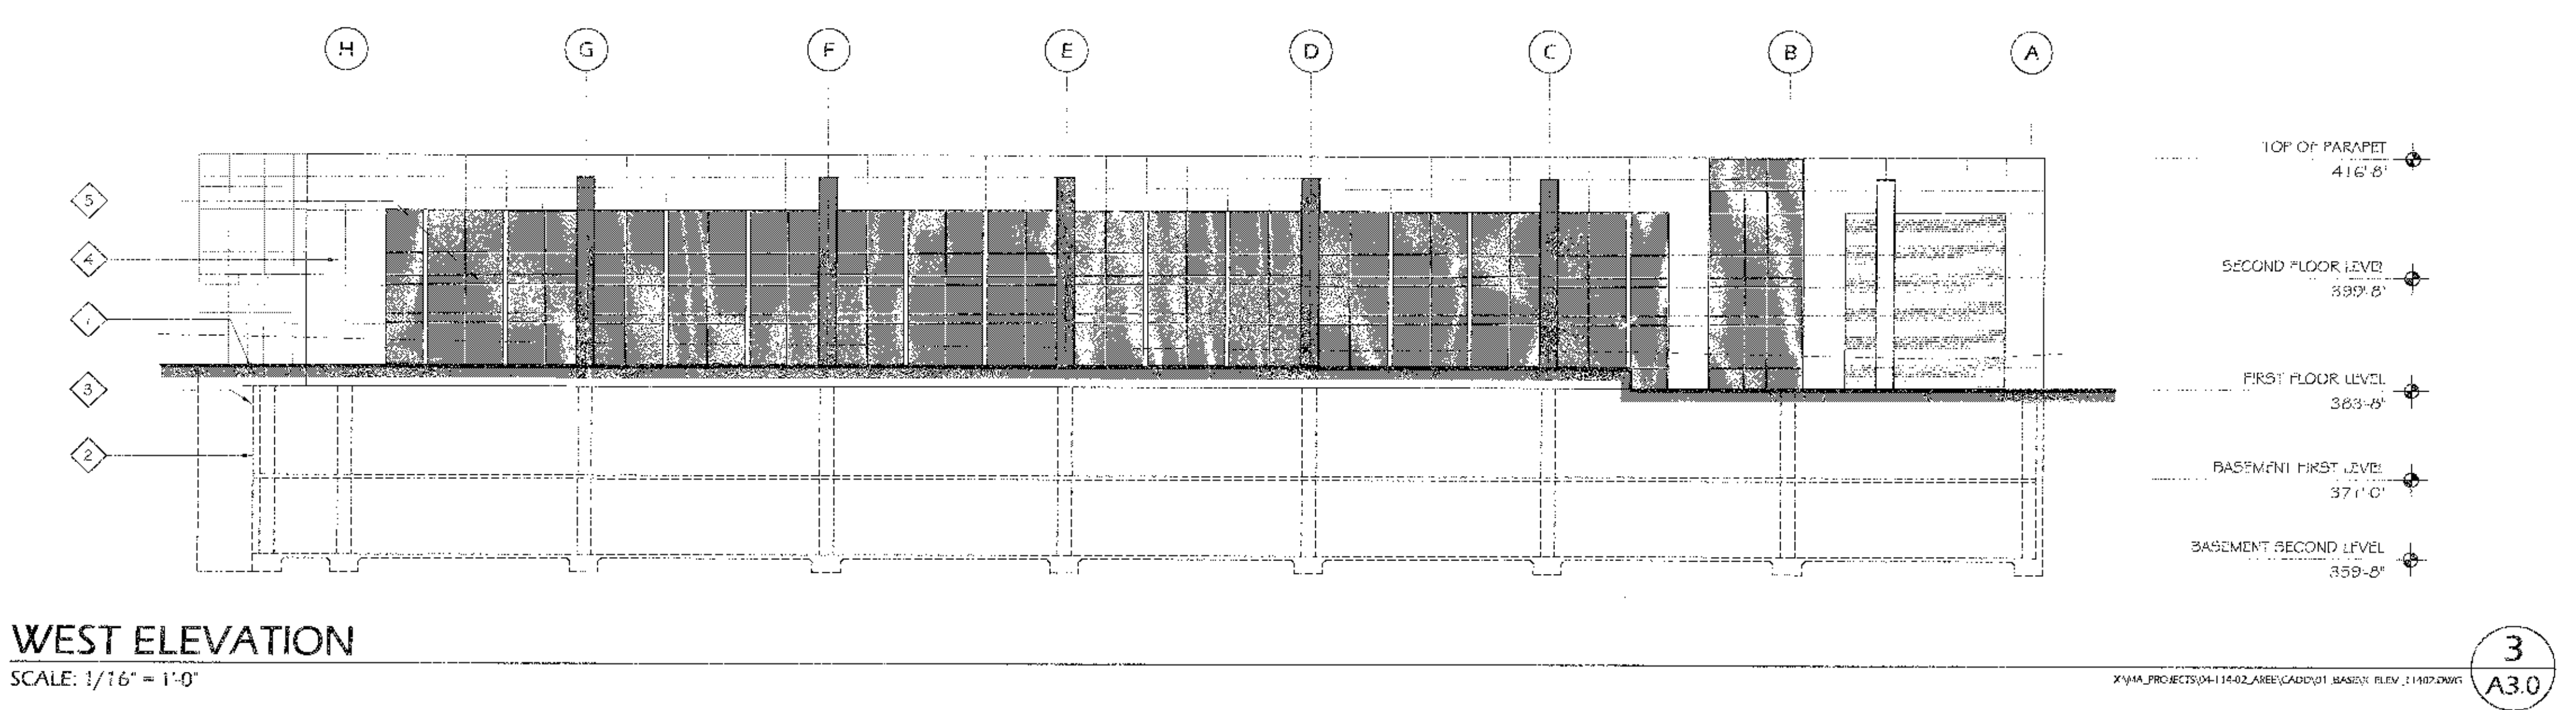 H G F E D C B A
TOP OF PARAPET
416'-8"
5
4
SECOND FLOOR LEVEL
399'-8"
1
FIRST FLOOR LEVEL
383'-8"
3
2
BASEMENT FIRST LEVEL
371'-0"
BASEMENT SECOND LEVEL
359'-8"
WEST ELEVATION
SCALE: 1/16" = 1'-0"
3
A3.0